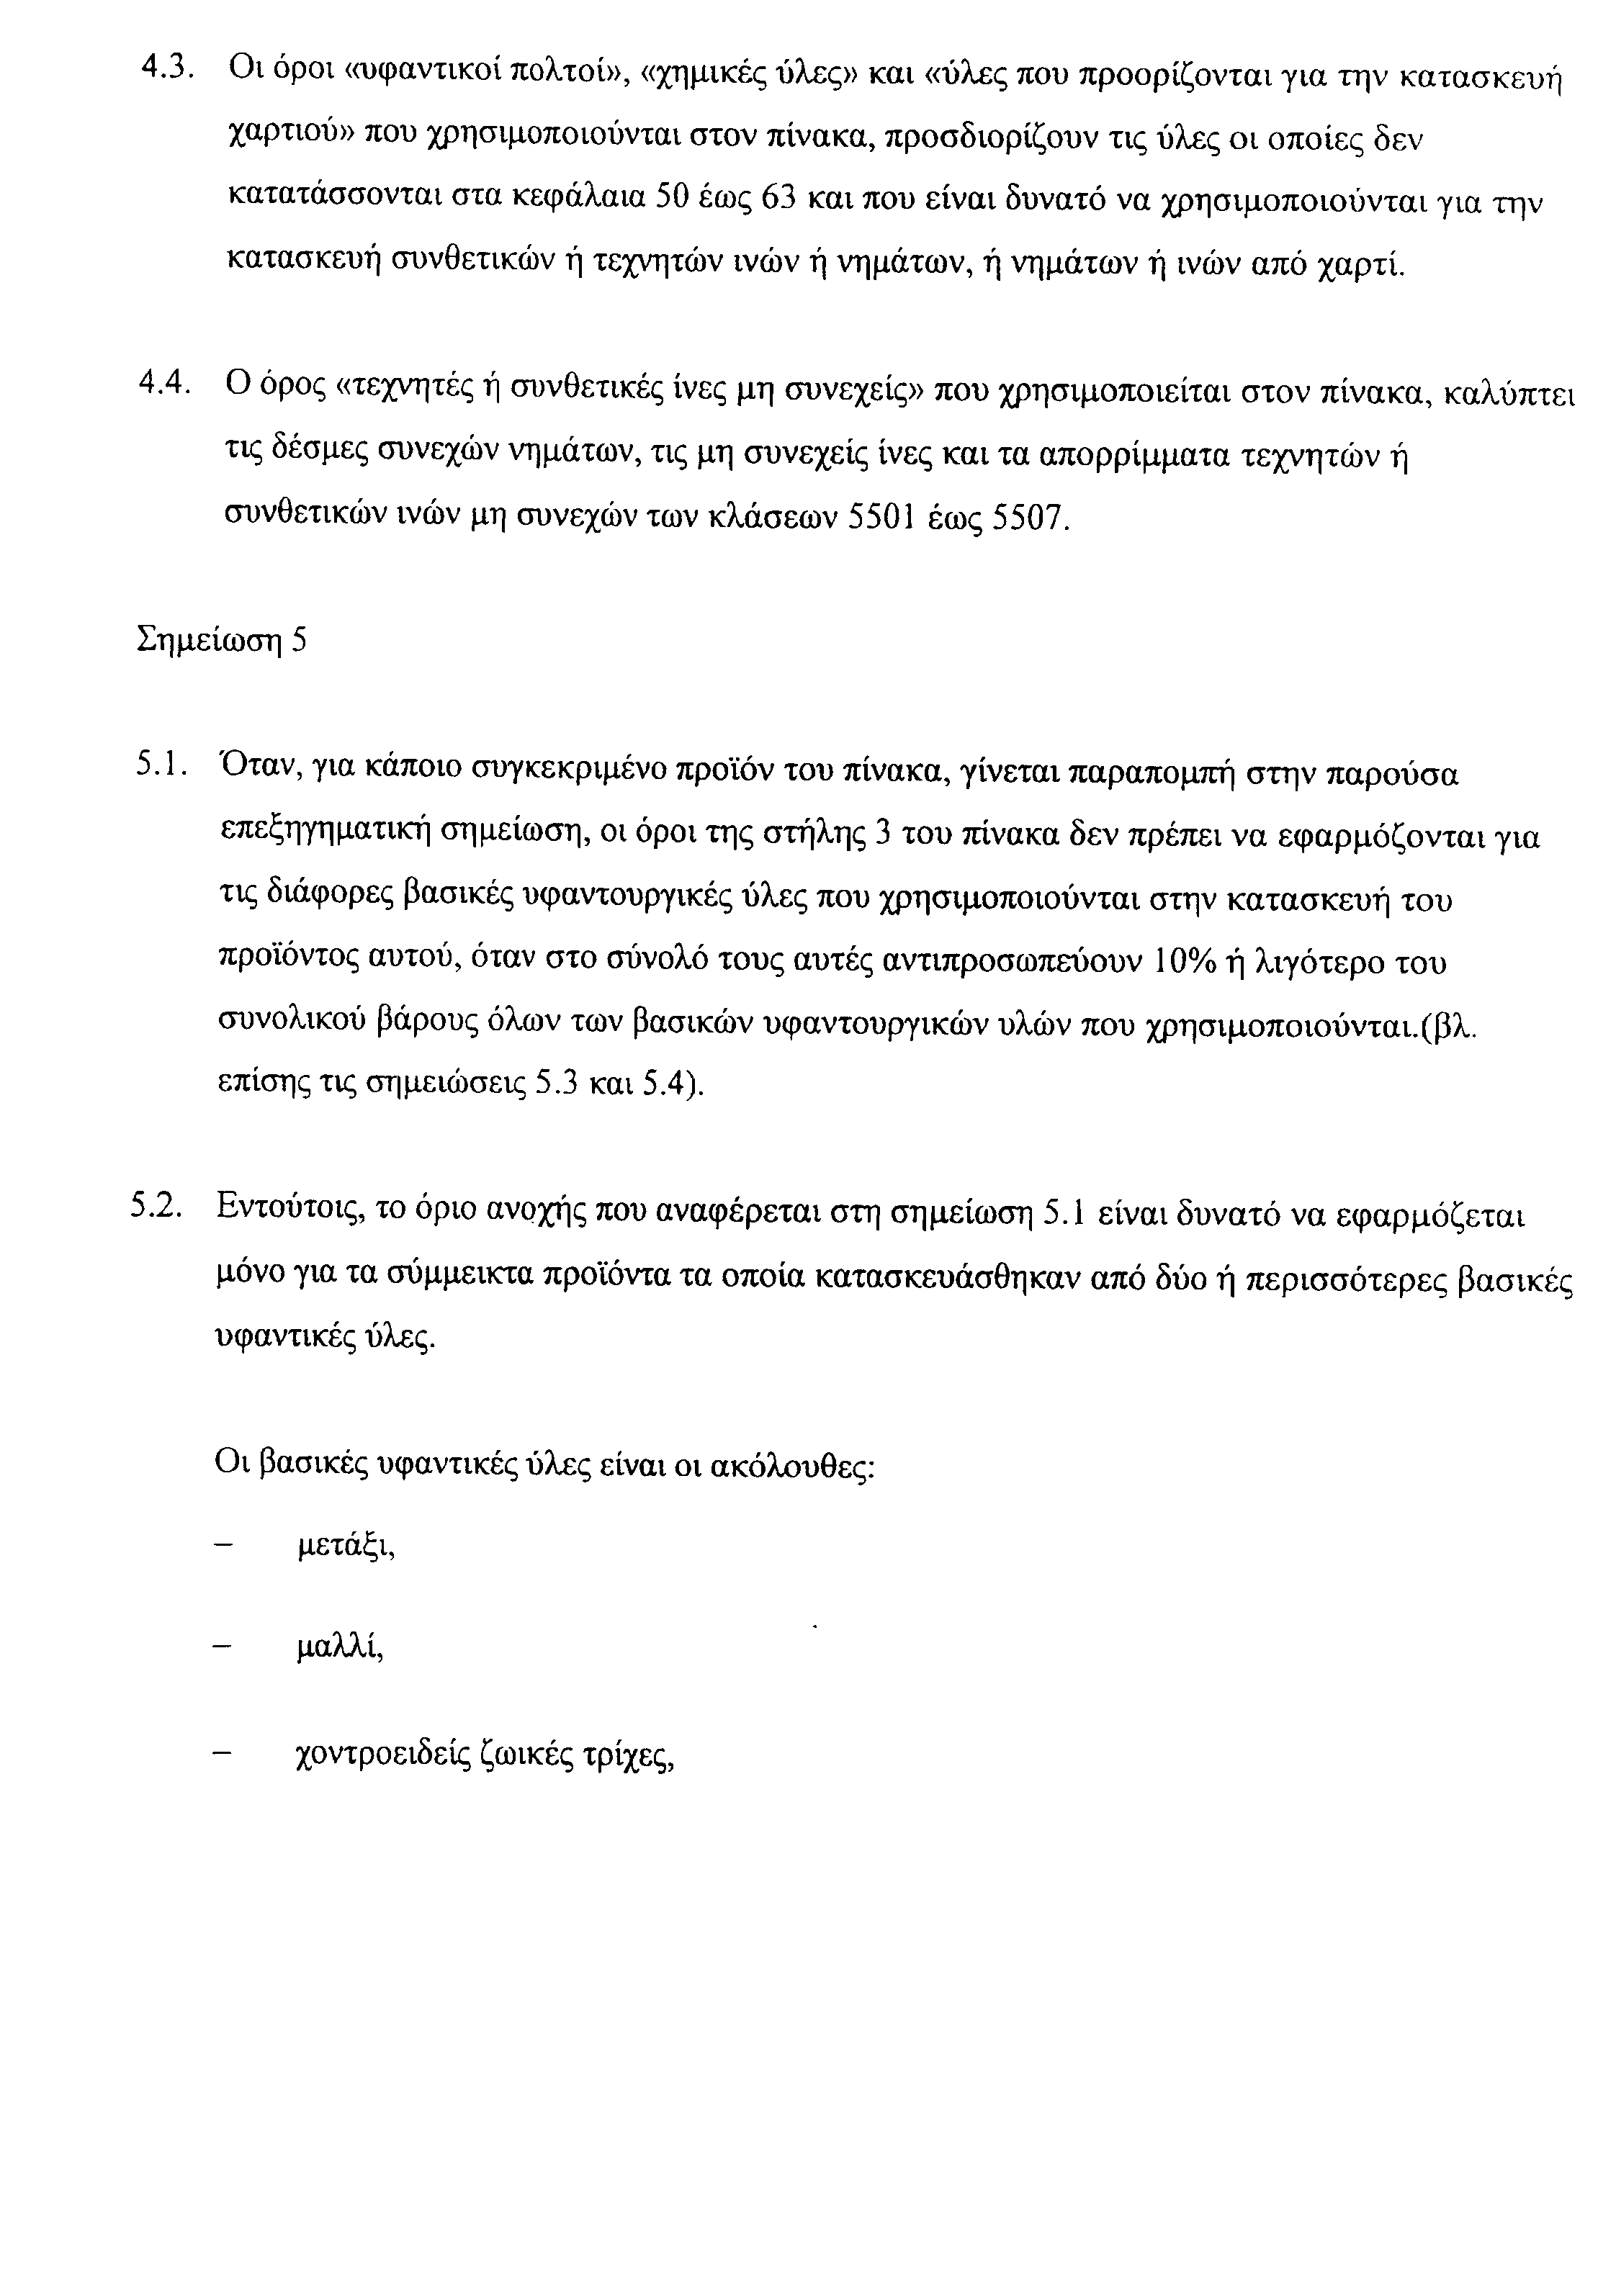 4.3. Οι όροι «υφαντικοί πολτοί», «χημικές ύλες» και «ύλες που προορίζονται για την κατασκευή
χαρτιού» που χρησιμοποιούνται στον πίνακα, προσδιορίζουν τις ύλες οι οποίες δεν
κατατάσσονται στα κεφάλαια 50 έως 63 και που είναι δυνατό να χρησιμοποιούνται για την
κατασκευή συνθετικών ή τεχνητών ινών ή νημάτων, ή νημάτων ή ινών από χαρτί.
4.4. Ο όρος «τεχνητές ή συνθετικές ίνες μη συνεχείς» που χρησιμοποιείται στον πίνακα, καλύπτει
τις δέσμες συνεχών νημάτων, τις μη συνεχείς ίνες και τα απορρίμματα τεχνητών ή
συνθετικών ινών μη συνεχών των κλάσεων 5501 έως 5507.
Σημείωση 5
5.1. Όταν, για κάποιο συγκεκριμένο προϊόν του πίνακα, γίνεται παραπομπή στην παρούσα
επεξηγηματική σημείωση, οι όροι της στήλης 3 του πίνακα δεν πρέπει να εφαρμόζονται για
τις διάφορες βασικές υφαντουργικές ύλες που χρησιμοποιούνται στην κατασκευή του
προϊόντος αυτού, όταν στο σύνολό τους αυτές αντιπροσωπεύουν 10% ή λιγότερο του
συνολικού βάρους όλων των βασικών υφαντουργικών υλών που χρησιμοποιούνται.(βλ.
επίσης τις σημειώσεις 5.3 και 5.4).
5.2. Εντούτοις, το όριο ανοχής που αναφέρεται στη σημείωση 5.1 είναι δυνατό να εφαρμόζεται
μόνο για τα σύμμεικτα προϊόντα τα οποία κατασκευάσθηκαν από δύο ή περισσότερες βασικές
υφαντικές ύλες.
Οι βασικές υφαντικές ύλες είναι οι ακόλουθες:
– μετάξι,
– μαλλί,
– χοντροειδείς ζωικές τρίχες,